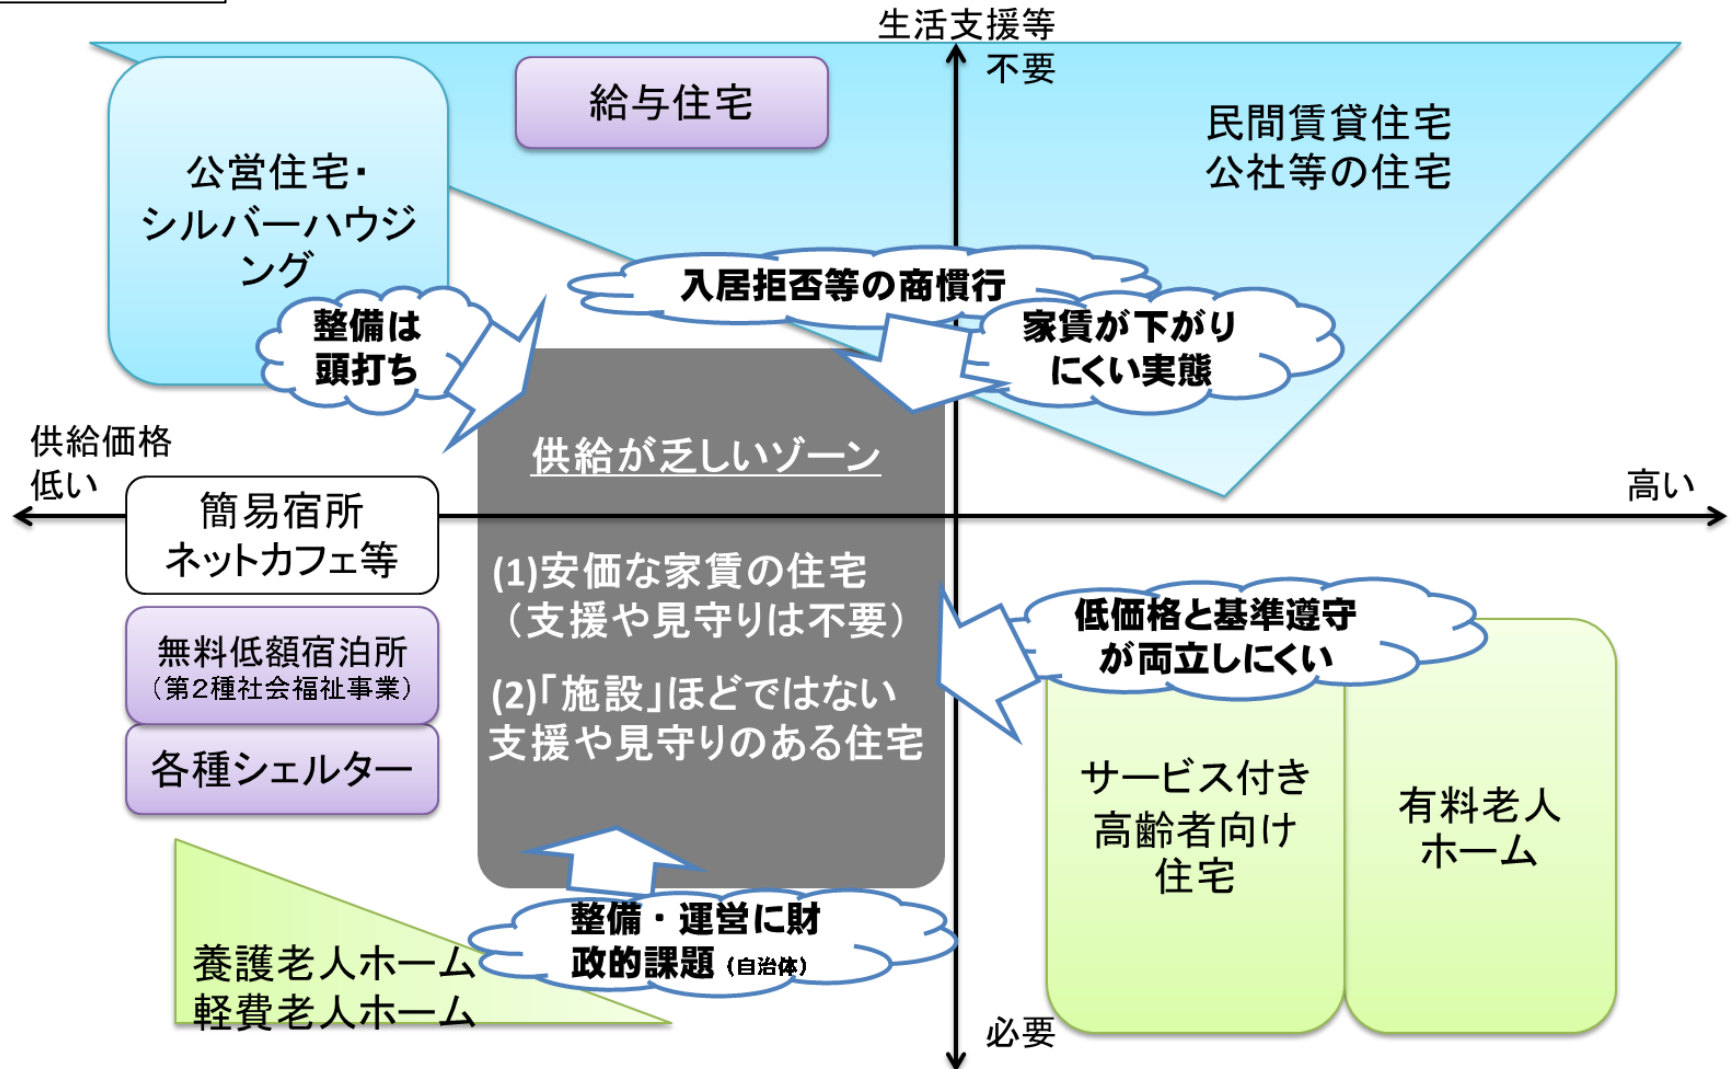 生活支援等
不要
給与住宅
民間賃貸住宅
公社等の住宅
公営住宅・
シルバーハウジ
ング
入居拒否等の商慣行
整備は
頭打ち
家賃が下がり
にくい実態
供給価格
低い
高い
供給が乏しいゾーン
簡易宿所
ネットカフェ等
(1)安価な家賃の住宅
（支援や見守りは不要）
(2)「施設」ほどではない
支援や見守りのある住宅
無料低額宿泊所
（第２種社会福祉事業）
各種シェルター
低価格と基準遵守
が両立しにくい
サービス付き
高齢者向け
住宅
有料老人
ホーム
整備・運営に財
政的課題（自治体）
養護老人ホーム
軽費老人ホーム
必要